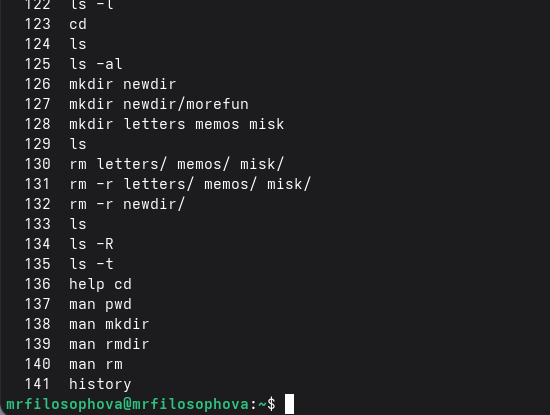 122  ls -l
123  cd
124  ls
125  ls -al
126  mkdir newdir
127  mkdir newdir/morefun
128  mkdir letters memos misk
129  ls
130  rm letters/ memos/ misk/
131  rm -r letters/ memos/ misk/
132  rm -r newdir/
133  ls
134  ls -R
135  ls -t
136  help cd
137  man pwd
138  man mkdir
139  man rmdir
140  man rm
141  history
mrfilosophova@mrfilosophova:~$